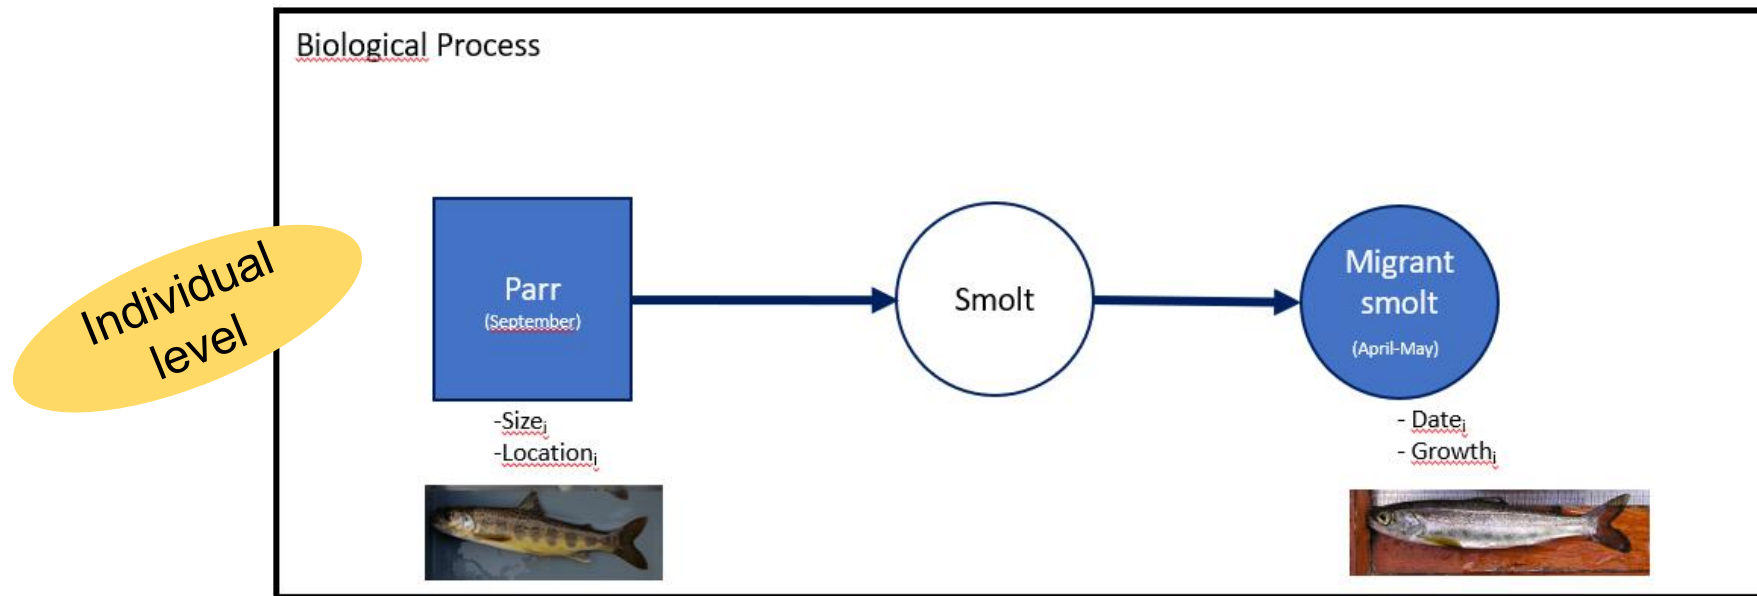 Biological Process
Individual
level
Parr
(September)
Smolt
Migrant
smolt
(April-May)
-Sizeᵢ
-Locationᵢ
- Dateᵢ
- Growthᵢ